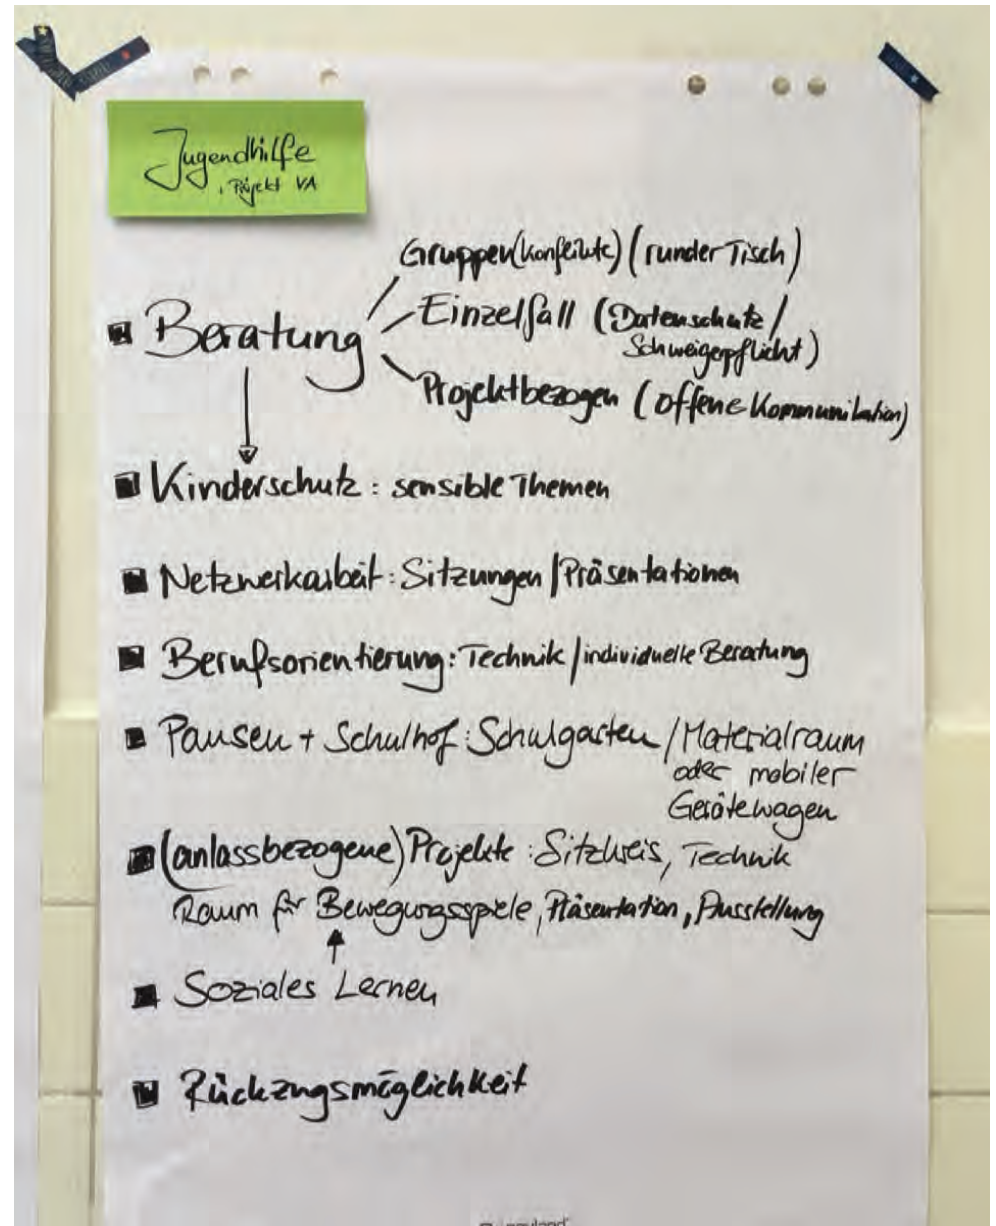 Jugendhilfe
, Projekt VA
Gruppen(konflikte) (runder Tisch)
Einzelfall (Datenschutz/
Schweigepflicht)
Beratung
Projektbezogen (offene Kommunikation)
Kinderschutz: sensible Themen
Netzwerkarbeit: Sitzungen/Präsentationen
Berufsorientierung: Technik/individuelle Beratung
Pausen + Schulhof: Schulgarten/Materialraum
oder mobiler
Gerätewagen
(anlassbezogene) Projekte: Sitzkreis, Technik
Raum für Bewegungsspiele, Präsentation, Ausstellung
Soziales Lernen
Rückzugsmöglichkeit